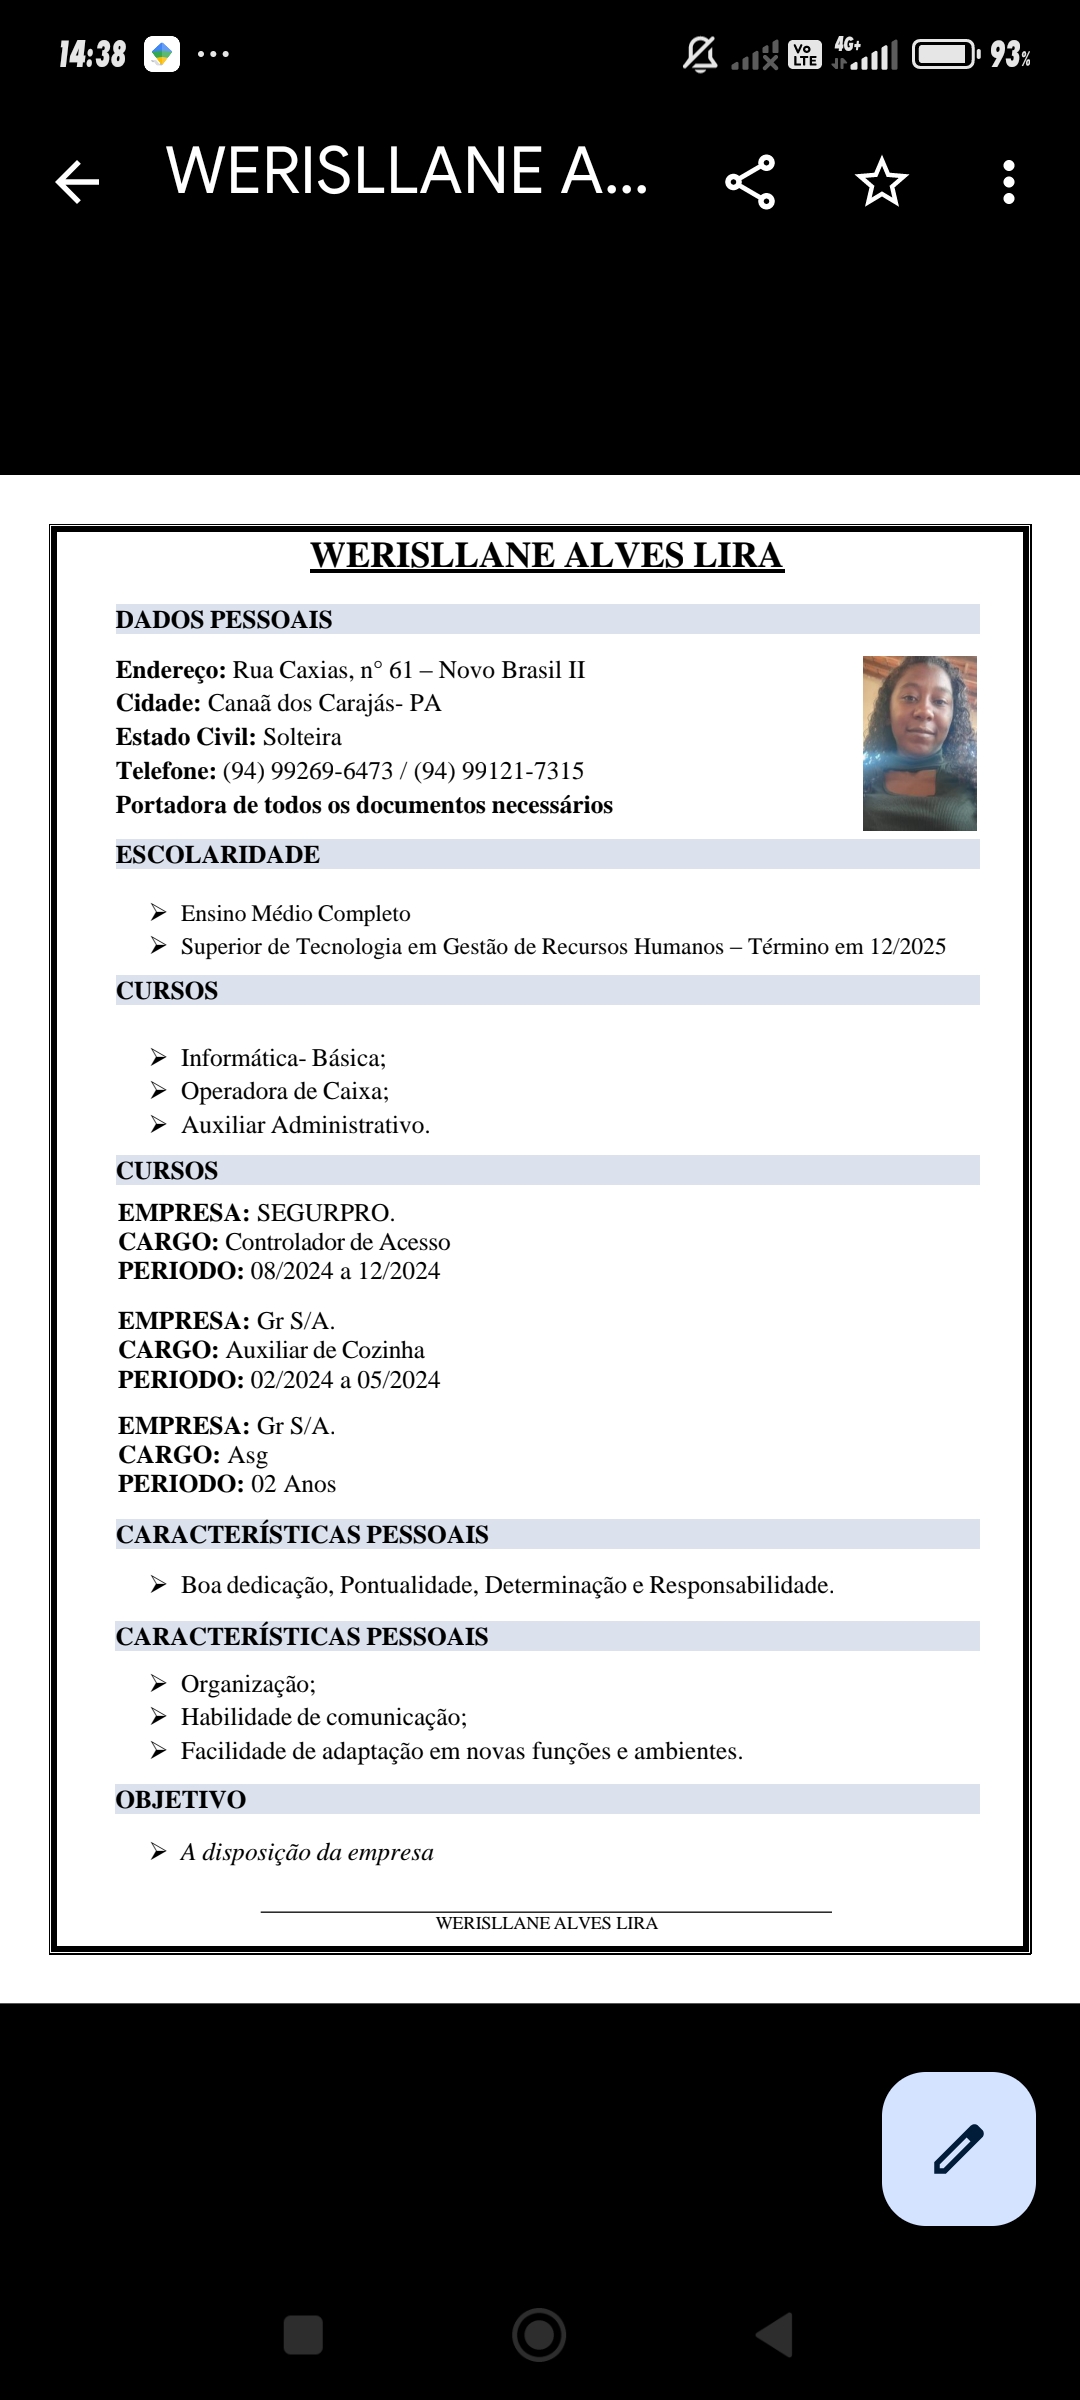 14:38
Vo LTE 4G+ 93%
WERISLLANE A...
WERISLLANE ALVES LIRA
DADOS PESSOAIS
Endereço: Rua Caxias, n° 61 – Novo Brasil II
Cidade: Canaã dos Carajás- PA
Estado Civil: Solteira
Telefone: (94) 99269-6473 / (94) 99121-7315
Portadora de todos os documentos necessários
ESCOLARIDADE
➢ Ensino Médio Completo
➢ Superior de Tecnologia em Gestão de Recursos Humanos – Término em 12/2025
CURSOS
➢ Informática- Básica;
➢ Operadora de Caixa;
➢ Auxiliar Administrativo.
CURSOS
EMPRESA: SEGURPRO.
CARGO: Controlador de Acesso
PERIODO: 08/2024 a 12/2024
EMPRESA: Gr S/A.
CARGO: Auxiliar de Cozinha
PERIODO: 02/2024 a 05/2024
EMPRESA: Gr S/A.
CARGO: Asg
PERIODO: 02 Anos
CARACTERÍSTICAS PESSOAIS
➢ Boa dedicação, Pontualidade, Determinação e Responsabilidade.
CARACTERÍSTICAS PESSOAIS
➢ Organização;
➢ Habilidade de comunicação;
➢ Facilidade de adaptação em novas funções e ambientes.
OBJETIVO
➢ A disposição da empresa
WERISLLANE ALVES LIRA